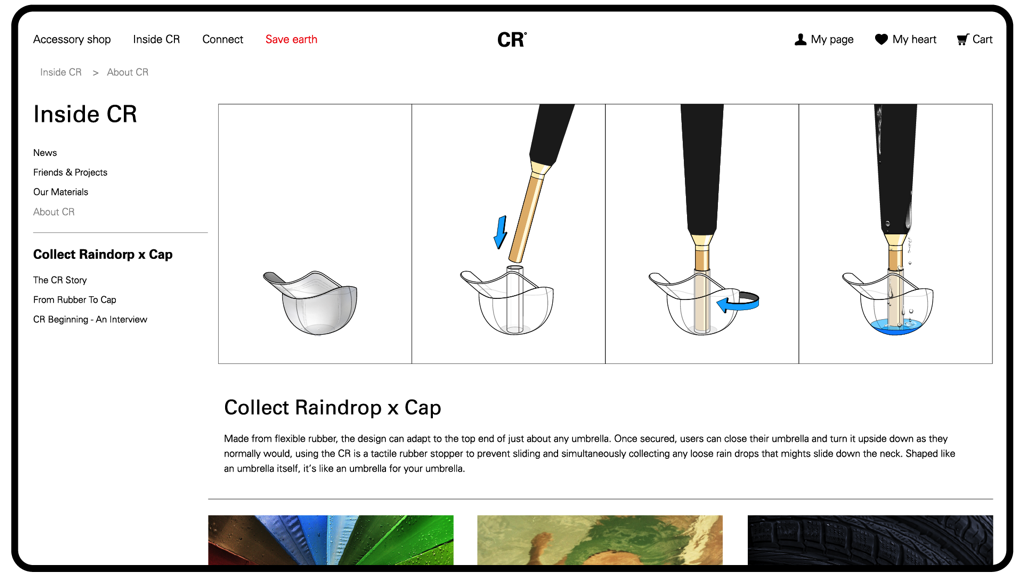 Accessory shop
Inside CR
Connect
Save earth
CR°
My page
My heart
Cart
Inside CR > About CR
Inside CR
News
Friends & Projects
Our Materials
About CR
Collect Raindorp x Cap
The CR Story
From Rubber To Cap
CR Beginning - An Interview
Collect Raindrop x Cap
Made from flexible rubber, the design can adapt to the top end of just about any umbrella. Once secured, users can close their umbrella and turn it upside down as they
normally would, using the CR is a tactile rubber stopper to prevent sliding and simultaneously collecting any loose rain drops that mights slide down the neck. Shaped like
an umbrella itself, it's like an umbrella for your umbrella.